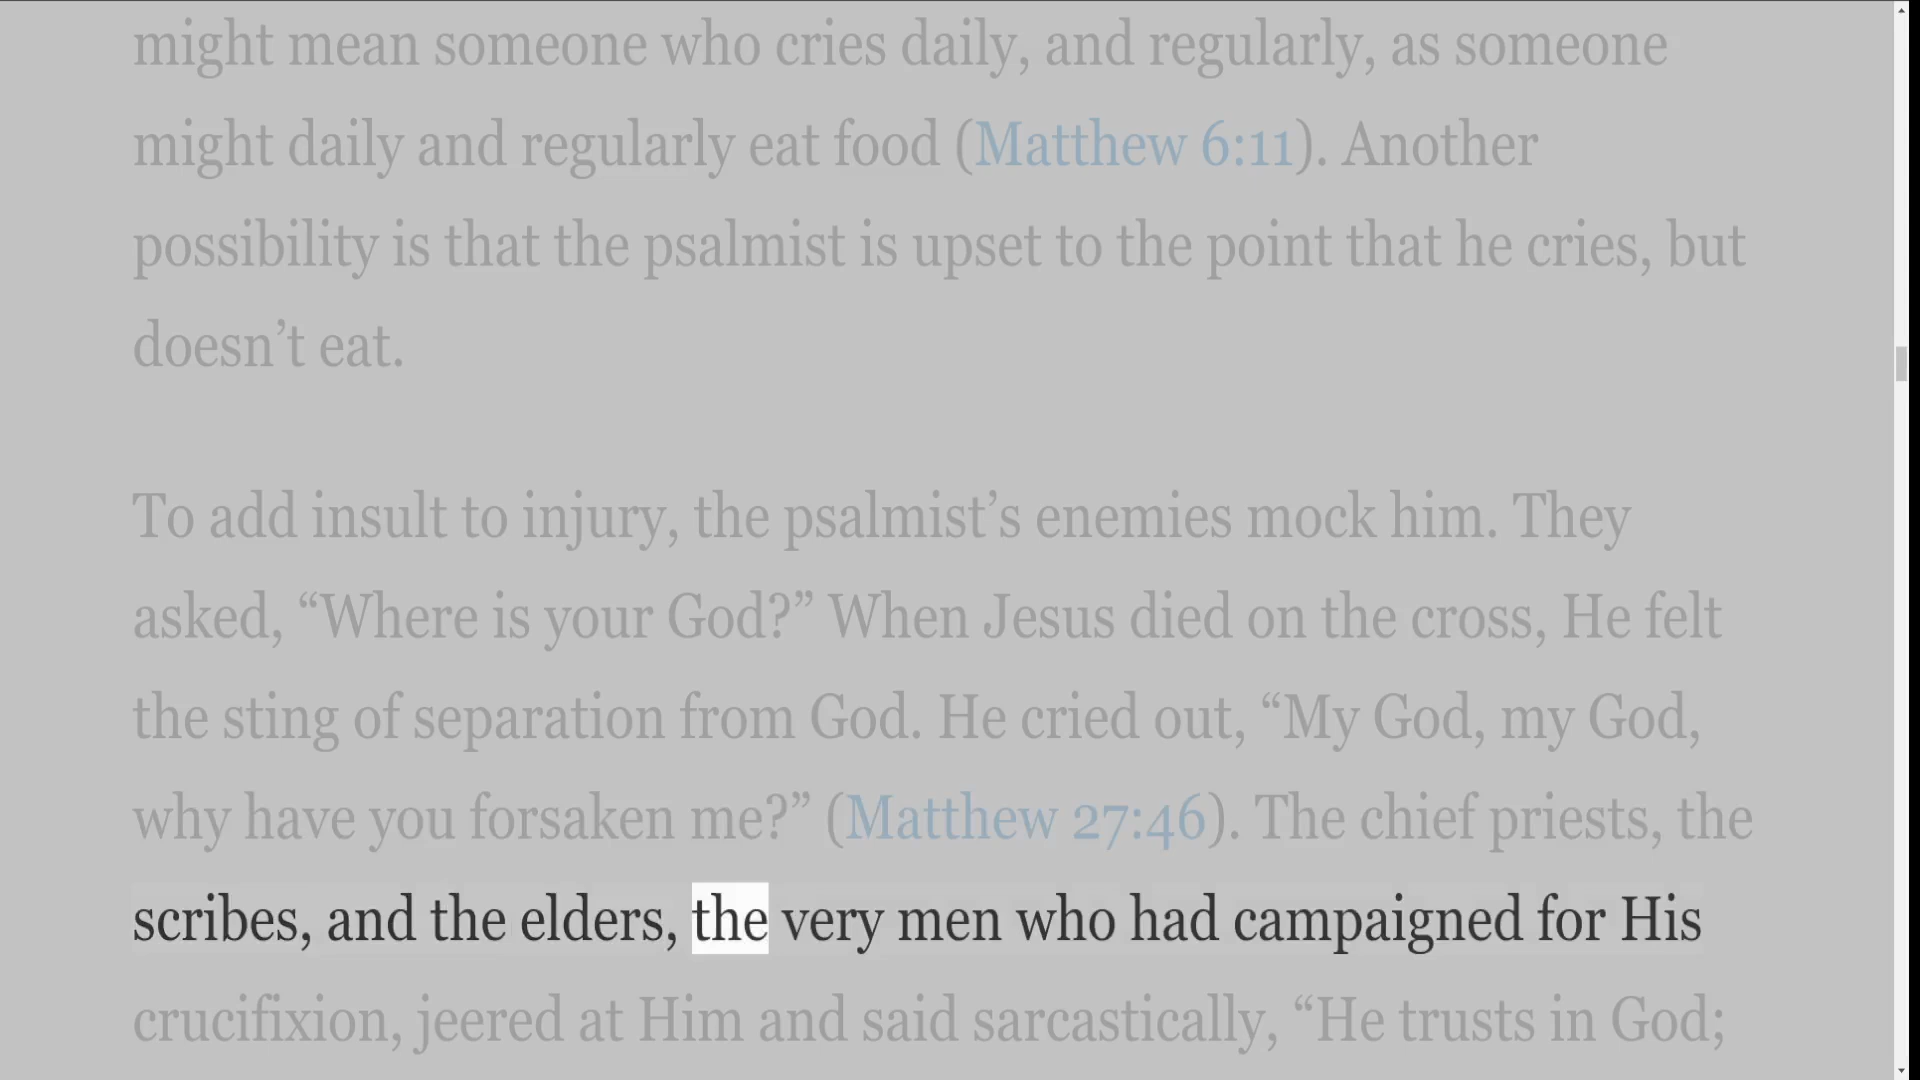 might mean someone who cries daily, and regularly, as someone
might daily and regularly eat food (Matthew 6:11). Another
possibility is that the psalmist is upset to the point that he cries, but
doesn’t eat.
To add insult to injury, the psalmist’s enemies mock him. They
asked, “Where is your God?” When Jesus died on the cross, He felt
the sting of separation from God. He cried out, “My God, my God,
why have you forsaken me?” (Matthew 27:46). The chief priests, the
scribes, and the elders, the very men who had campaigned for His
crucifixion, jeered at Him and said sarcastically, “He trusts in God;